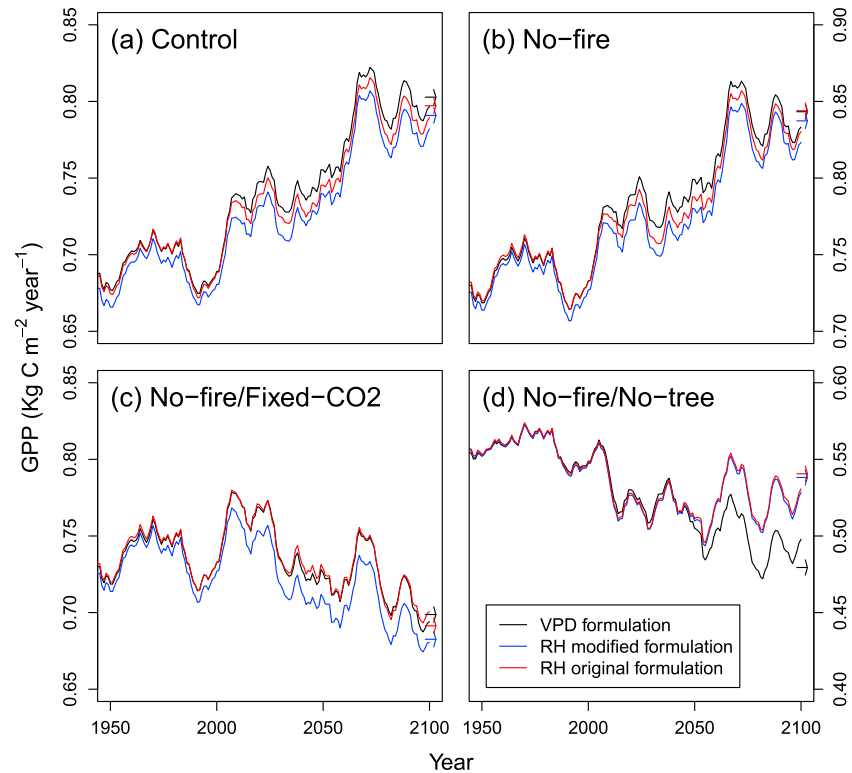 (a) Control
(b) No−fire
0.85
0.80
0.75
0.70
0.65
0.90
0.85
0.80
0.75
0.70
GPP (Kg C m−2 year−1)
(c) No−fire/Fixed−CO2
(d) No−fire/No−tree
0.85
0.80
0.75
0.70
0.65
0.60
0.55
0.50
0.45
0.40
VPD formulation
RH modified formulation
RH original formulation
1950 2000 2050 2100
1950 2000 2050 2100
Year